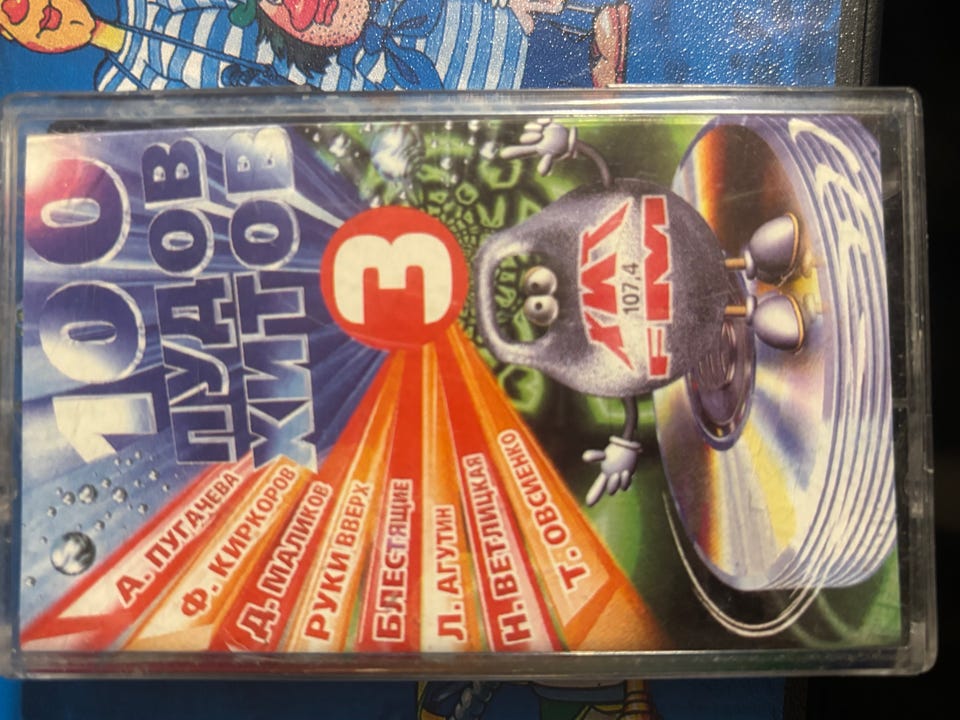 100
ПУДОВ
ХИТОВ
3
А. ПУГАЧЕВА
Ф. КИРКОРОВ
Д. МАЛИКОВ
РУКИ ВВЕРХ
БЛЕСТЯЩИЕ
Л. АГУТИН
Н. ВЕТЛИЦКАЯ
Т. ОВСИЕНКО
ХИТ
107,4
FM